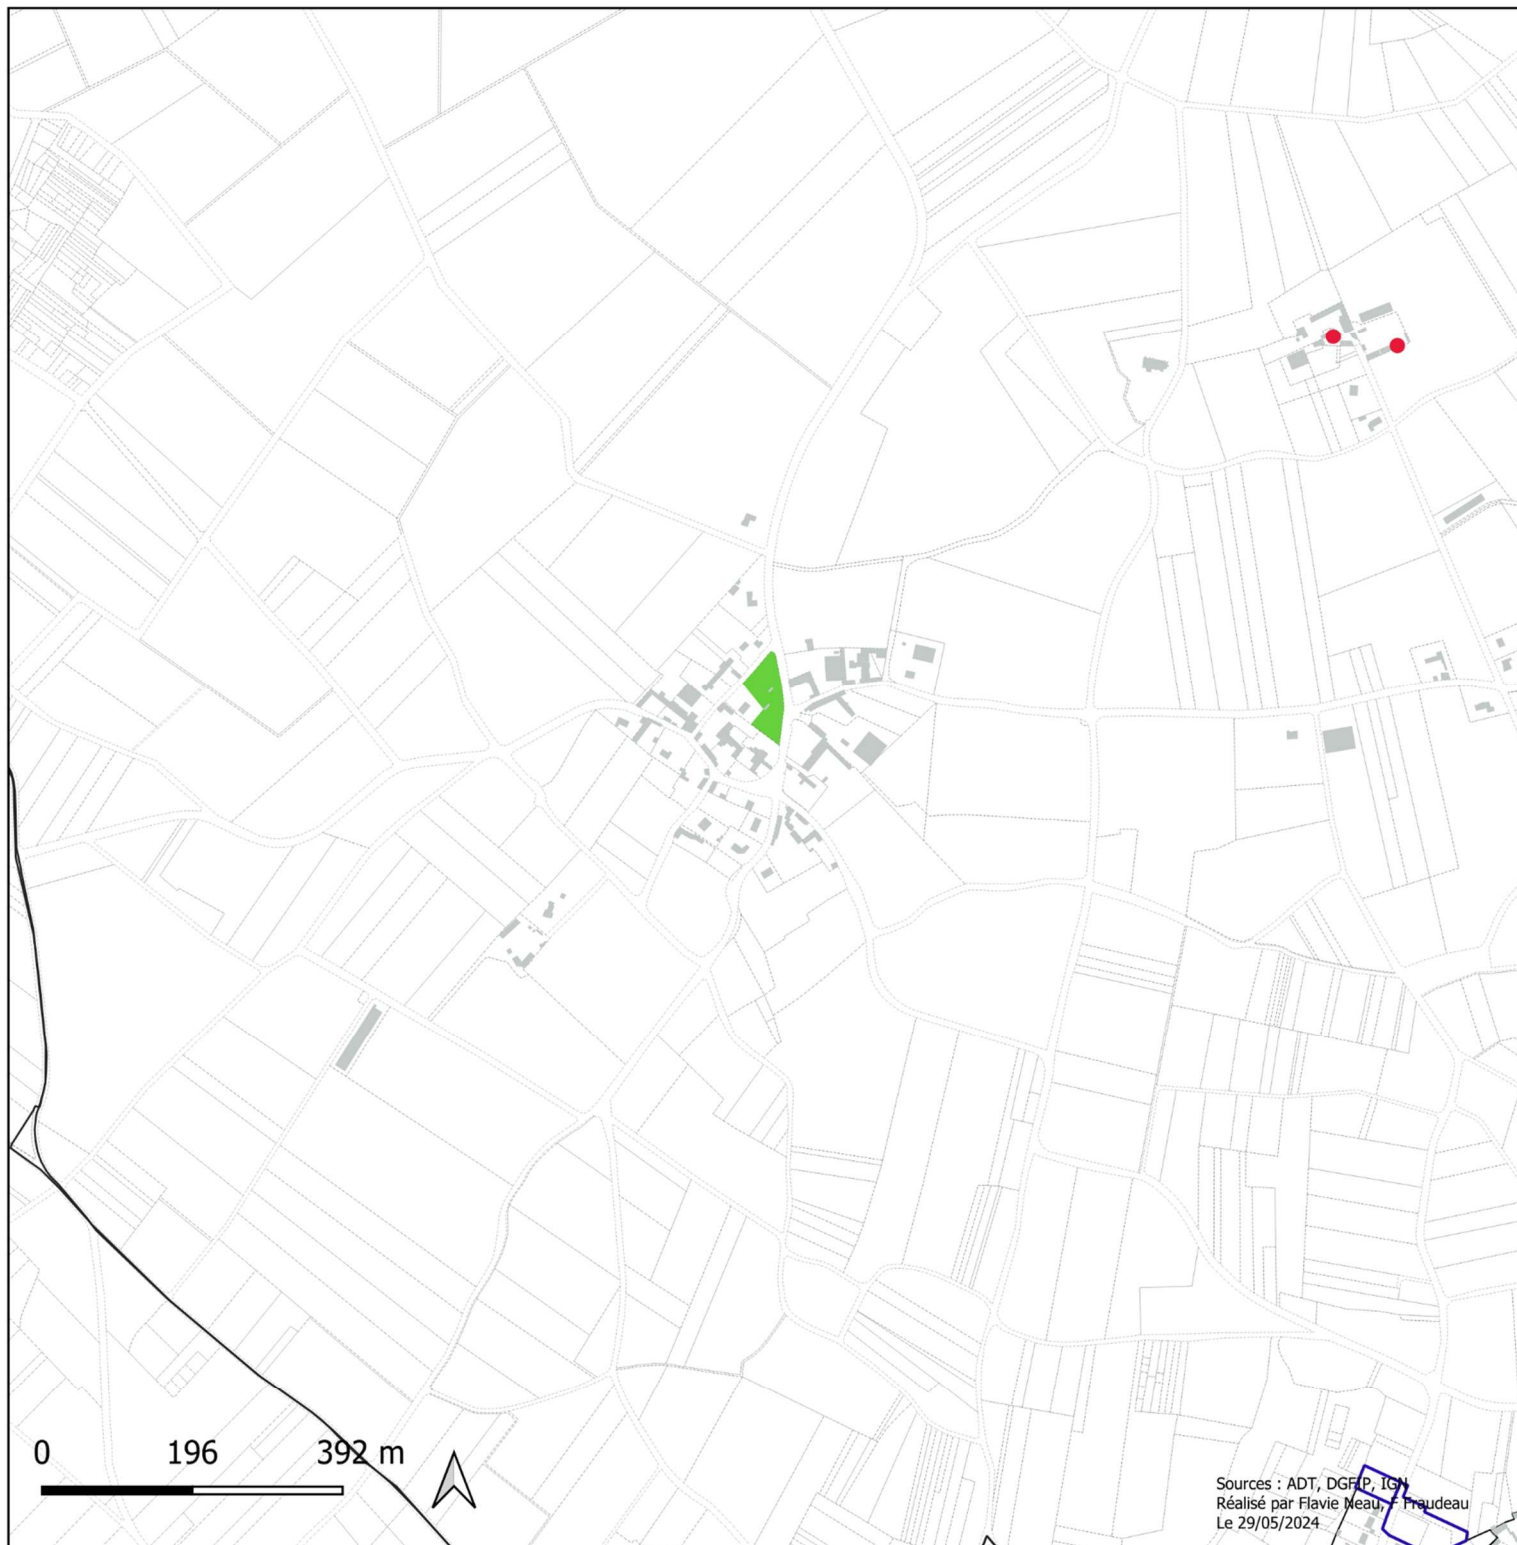 0 196 392 m
Sources : ADT, DGFIP, IGN
Réalisé par Flavie Neau, F Fraudeau
Le 29/05/2024